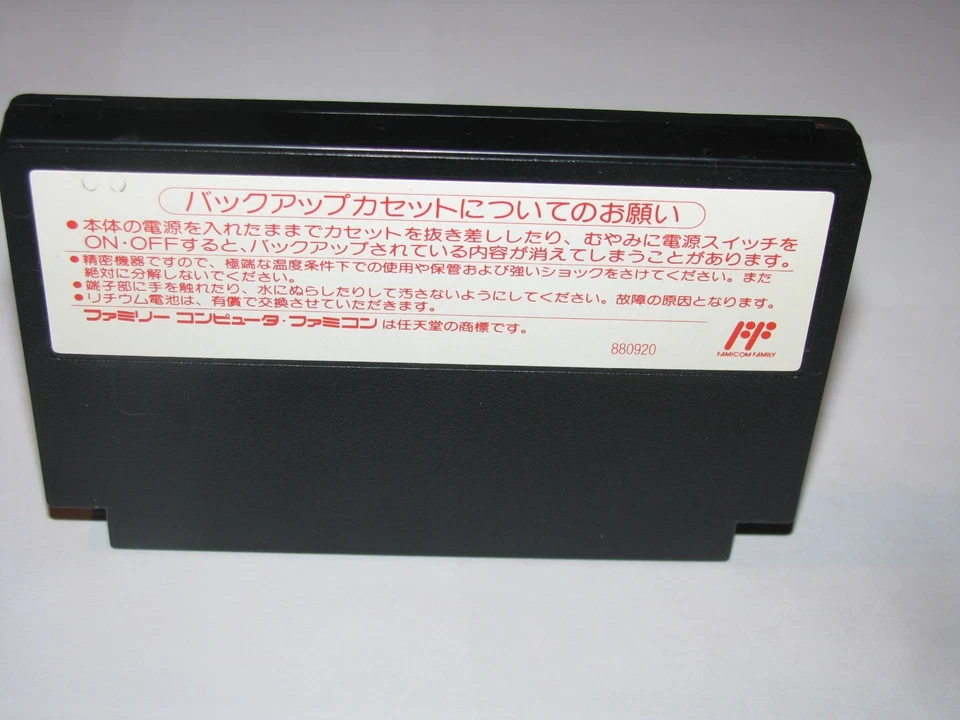 バックアップカセットについてのお願い
●本体の電源を入れたままでカセットを抜き差ししたり、むやみに電源スイッチを
ON・OFFすると、バックアップされている内容が消えてしまうことがあります。
●精密機器ですので、極端な温度条件下での使用や保管および強いショックをさけてください。また
絶対に分解しないでください。
●端子部に手を触れたり、水にぬらしたりして汚さないようにしてください。故障の原因となります。
●リチウム電池は、有償で交換させていただきます。
ファミリー コンピュータ・ファミコン は任天堂の商標です。
880920
FAMICOM FAMILY